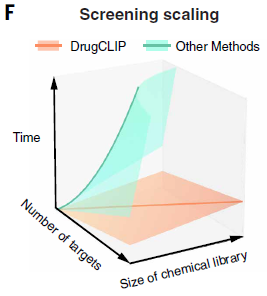 F
Screening scaling
DrugCLIP Other Methods
Time
Number of targets
Size of chemical library